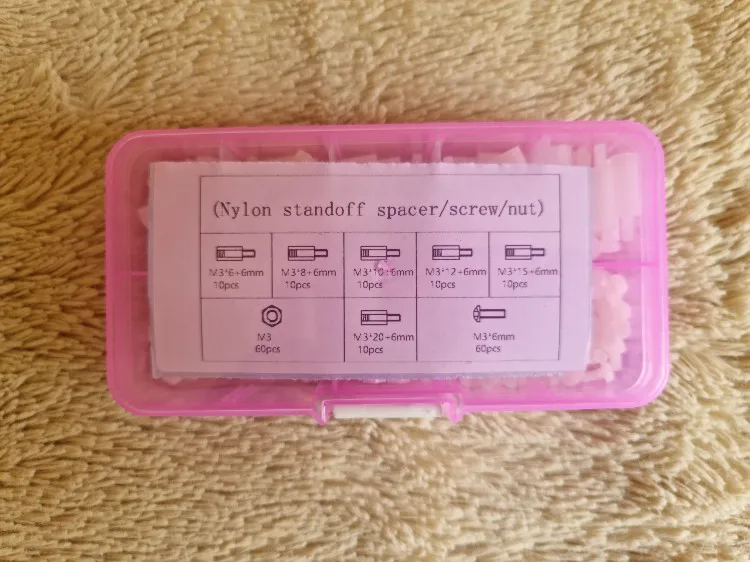 (Nylon standoff spacer/screw/nut)
M3*6+6mm
10pcs
M3*8+6mm
10pcs
M3*10+6mm
10pcs
M3*12+6mm
10pcs
M3*15+6mm
10pcs
M3
60pcs
M3*20+6mm
10pcs
M3*6mm
60pcs